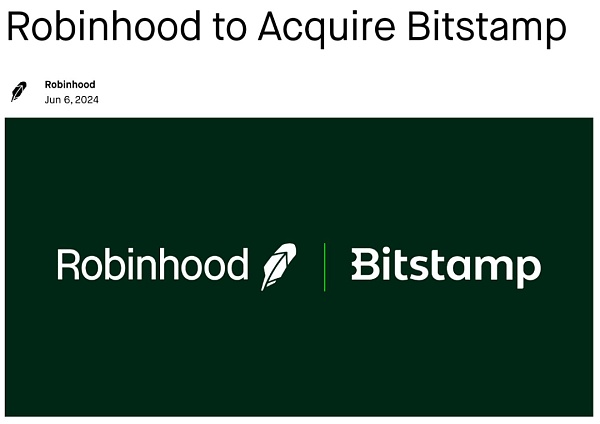 Robinhood to Acquire Bitstamp
Robinhood
Jun 6, 2024
Robinhood Bitstamp